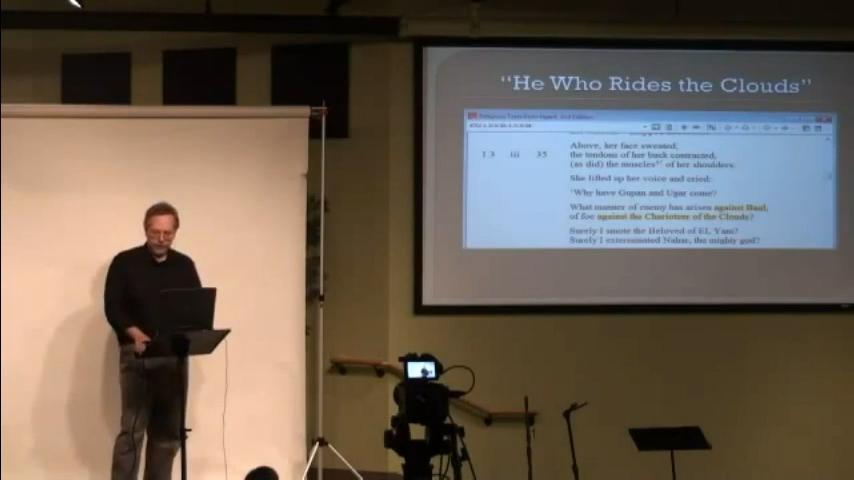 “He Who Rides the Clouds”
Religious Texts From Ugarit, 2nd Edition
Above, her face sweated,
1 3 iii 35 the tendons of her back contracted,
(as did) the muscles of her shoulders.
She lifted up her voice and cried:
‘Why have Gupan and Ugar come?
What manner of enemy has arisen against Baal,
of foe against the Charioteer of the Clouds?
Surely I smote the Beloved of El, Yam?
Surely I exterminated Nahar, the mighty god?